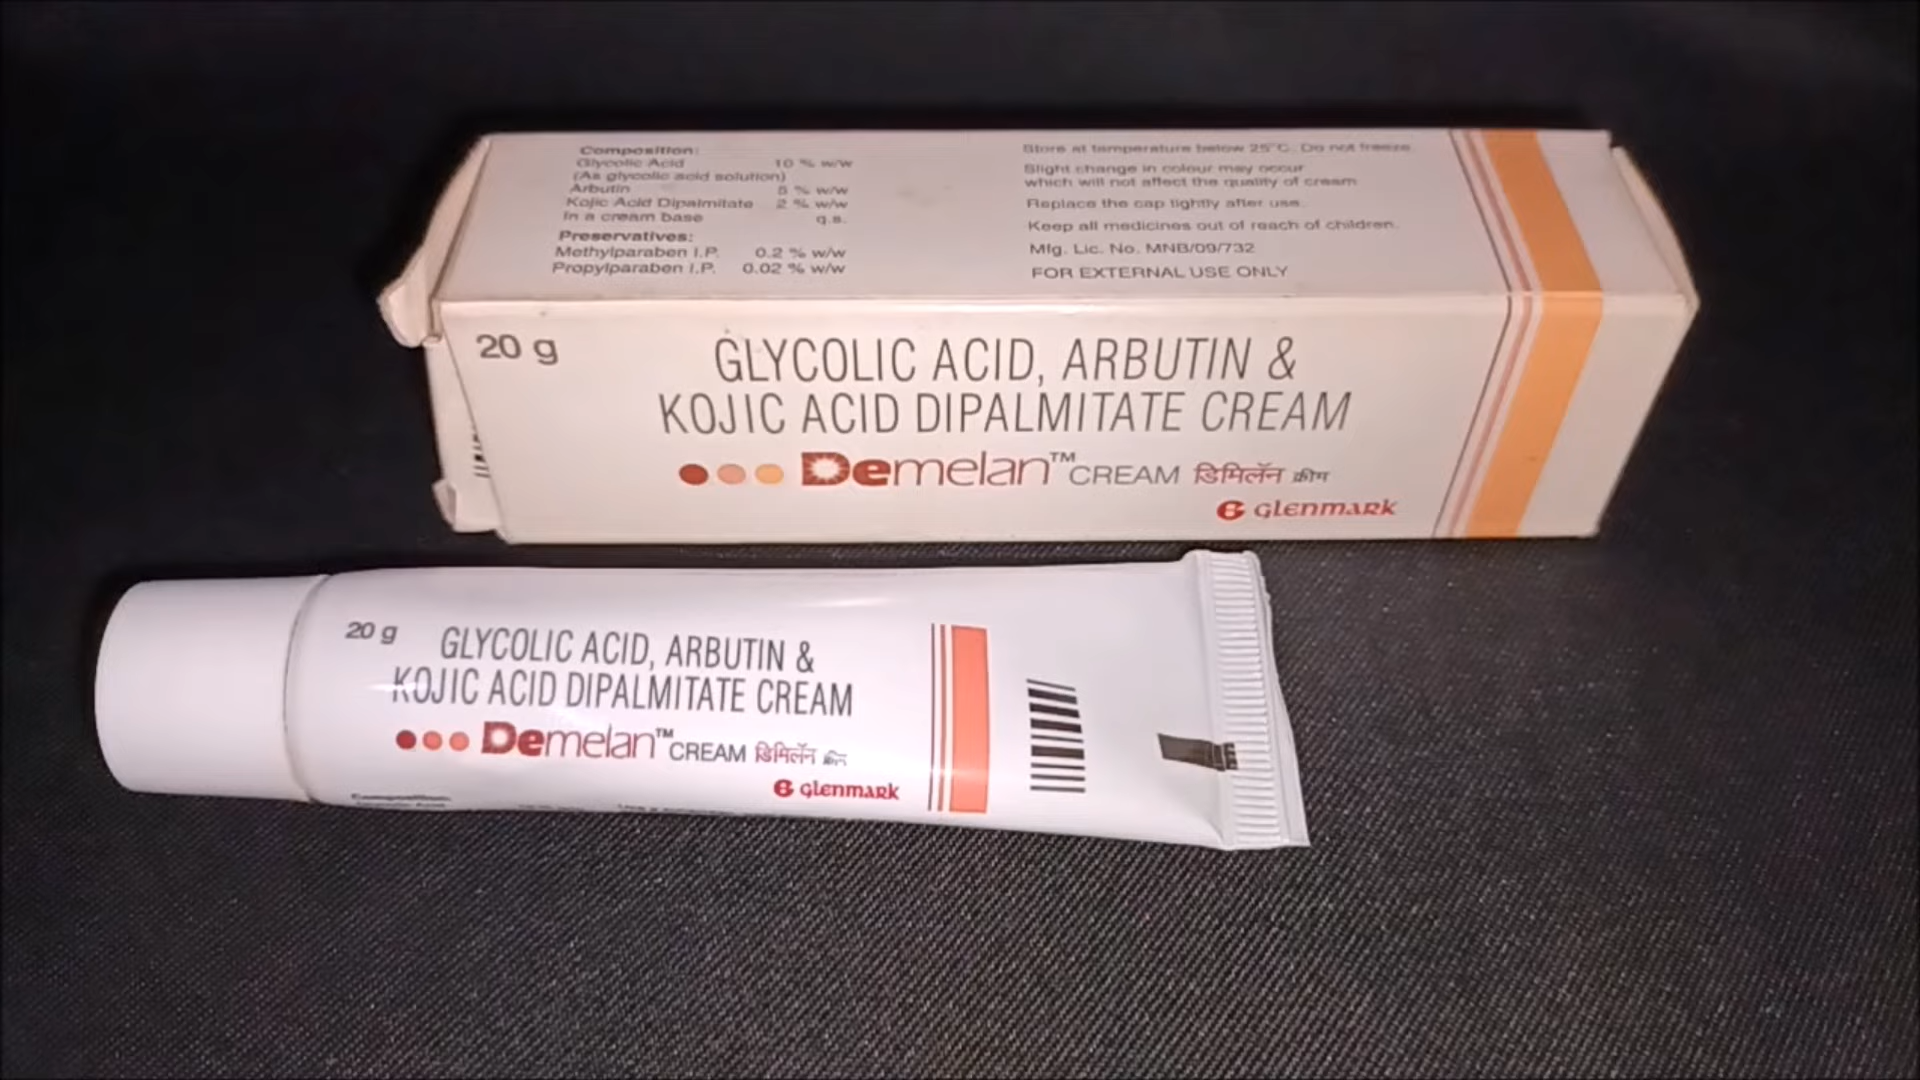 Composition:
Glycolic Acid 10 % w/w
(As glycolic acid solution)
Arbutin 5 % w/w
Kojic Acid Dipalmitate 2 % w/w
In a cream base q.s.
Preservatives:
Methylparaben I.P. 0.2 % w/w
Propylparaben I.P. 0.02 % w/w
Store at temperature below 25°C. Do not freeze.
Slight change in colour may occur
which will not affect the quality of cream
Replace the cap tightly after use.
Keep all medicines out of reach of children.
Mfg. Lic. No. MNB/09/732
FOR EXTERNAL USE ONLY
20 g
GLYCOLIC ACID, ARBUTIN &
KOJIC ACID DIPALMITATE CREAM
Demelan™ CREAM डिमिलॅन क्रीम
Glenmark
20 g
GLYCOLIC ACID, ARBUTIN &
KOJIC ACID DIPALMITATE CREAM
Demelan™ CREAM डिमिलॅन क्रीम
Glenmark
Composition: